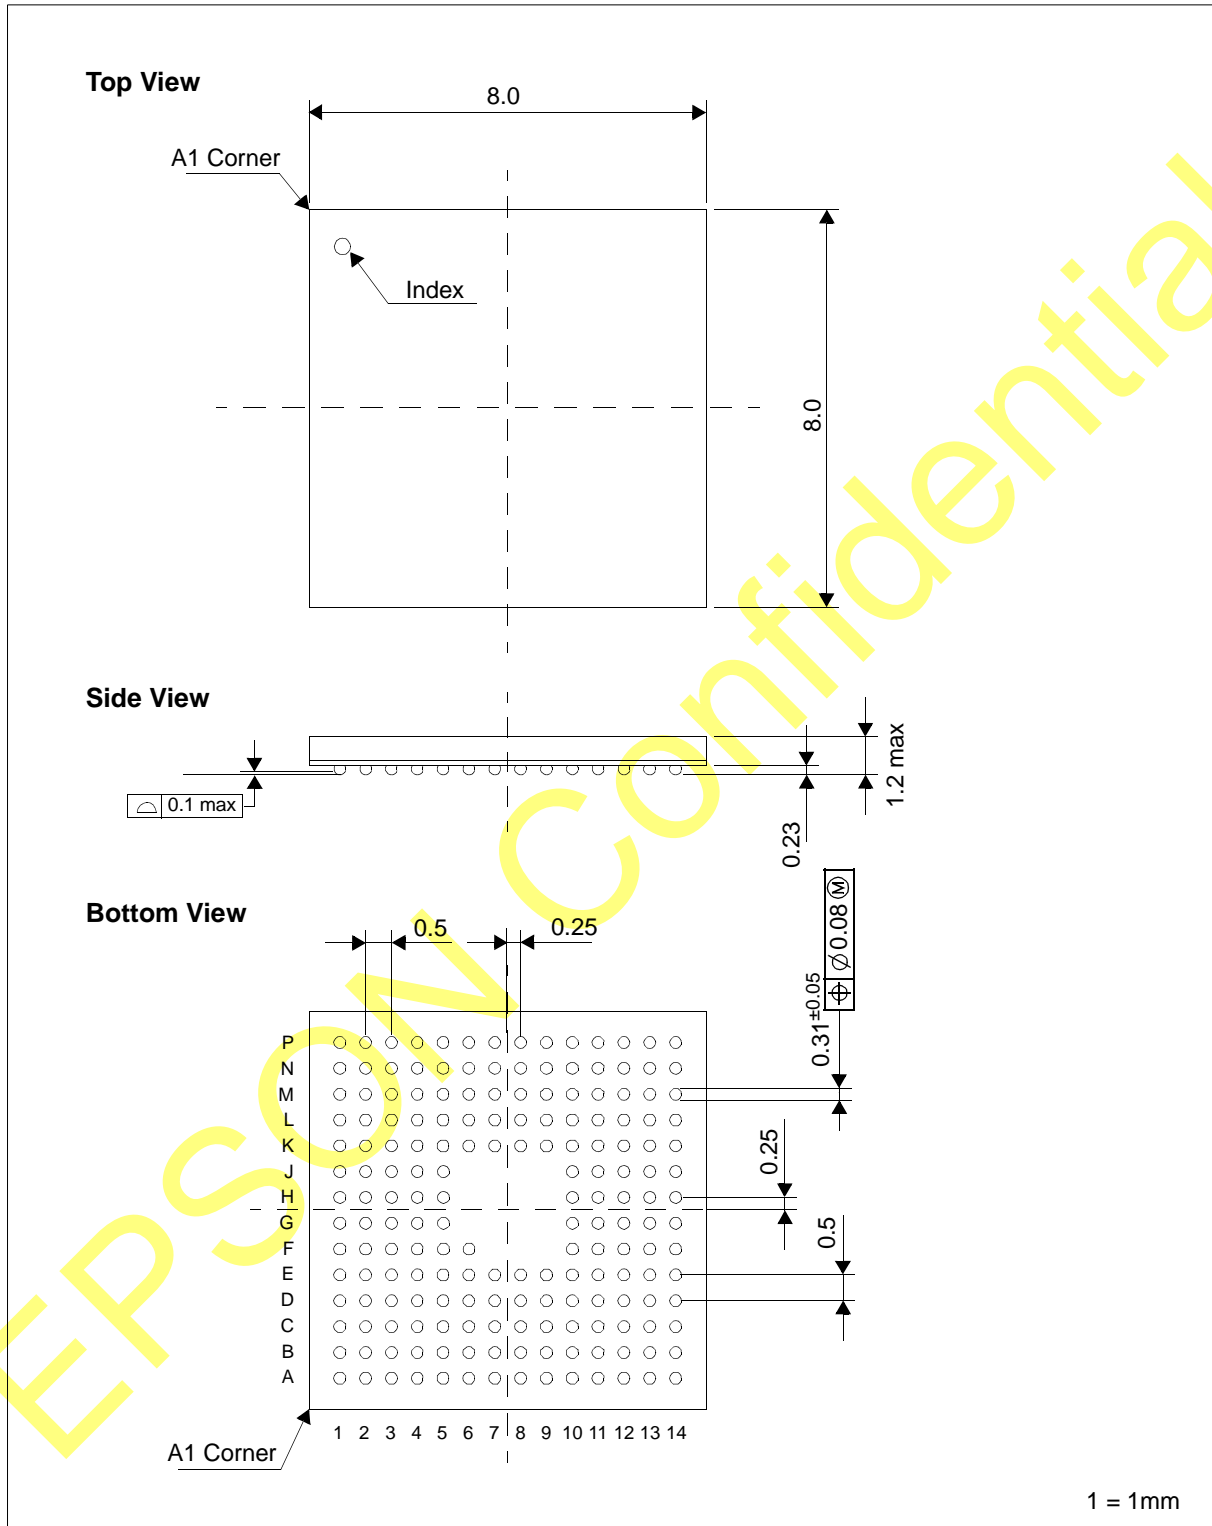 Top View
8.0
A1 Corner
Index
8.0
Side View
0.1 max
1.2 max
0.23
Bottom View
0.5
0.25
0.31±0.05
⌖ ∅0.08 Ⓜ
P
N
M
L
K
J
H
G
F
E
D
C
B
A
0.25
0.5
1 2 3 4 5 6 7 8 9 10 11 12 13 14
A1 Corner
1 = 1mm
EPSON Confidential